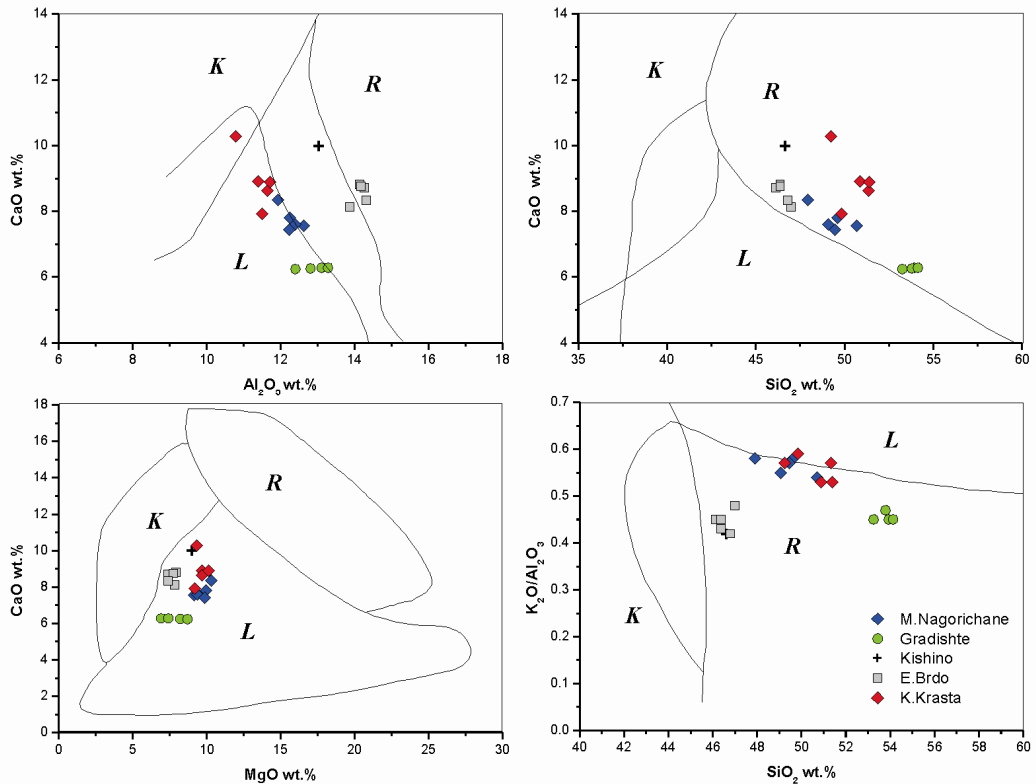 14
12
10
8
6
4
CaO wt.%
K
R
L
6 8 10 12 14 16 18
Al₂O₃ wt.%
14
12
10
8
6
4
CaO wt.%
K
R
L
35 40 45 50 55 60
SiO₂ wt.%
18
16
14
12
10
8
6
4
2
0
CaO wt.%
R
K
L
0 5 10 15 20 25 30
MgO wt.%
0.7
0.6
0.5
0.4
0.3
0.2
0.1
0.0
K₂O/Al₂O₃
L
R
K
M.Nagorichane
Gradishte
Kishino
E.Brdo
K.Krasta
40 42 44 46 48 50 52 54 56 58 60
SiO₂ wt.%